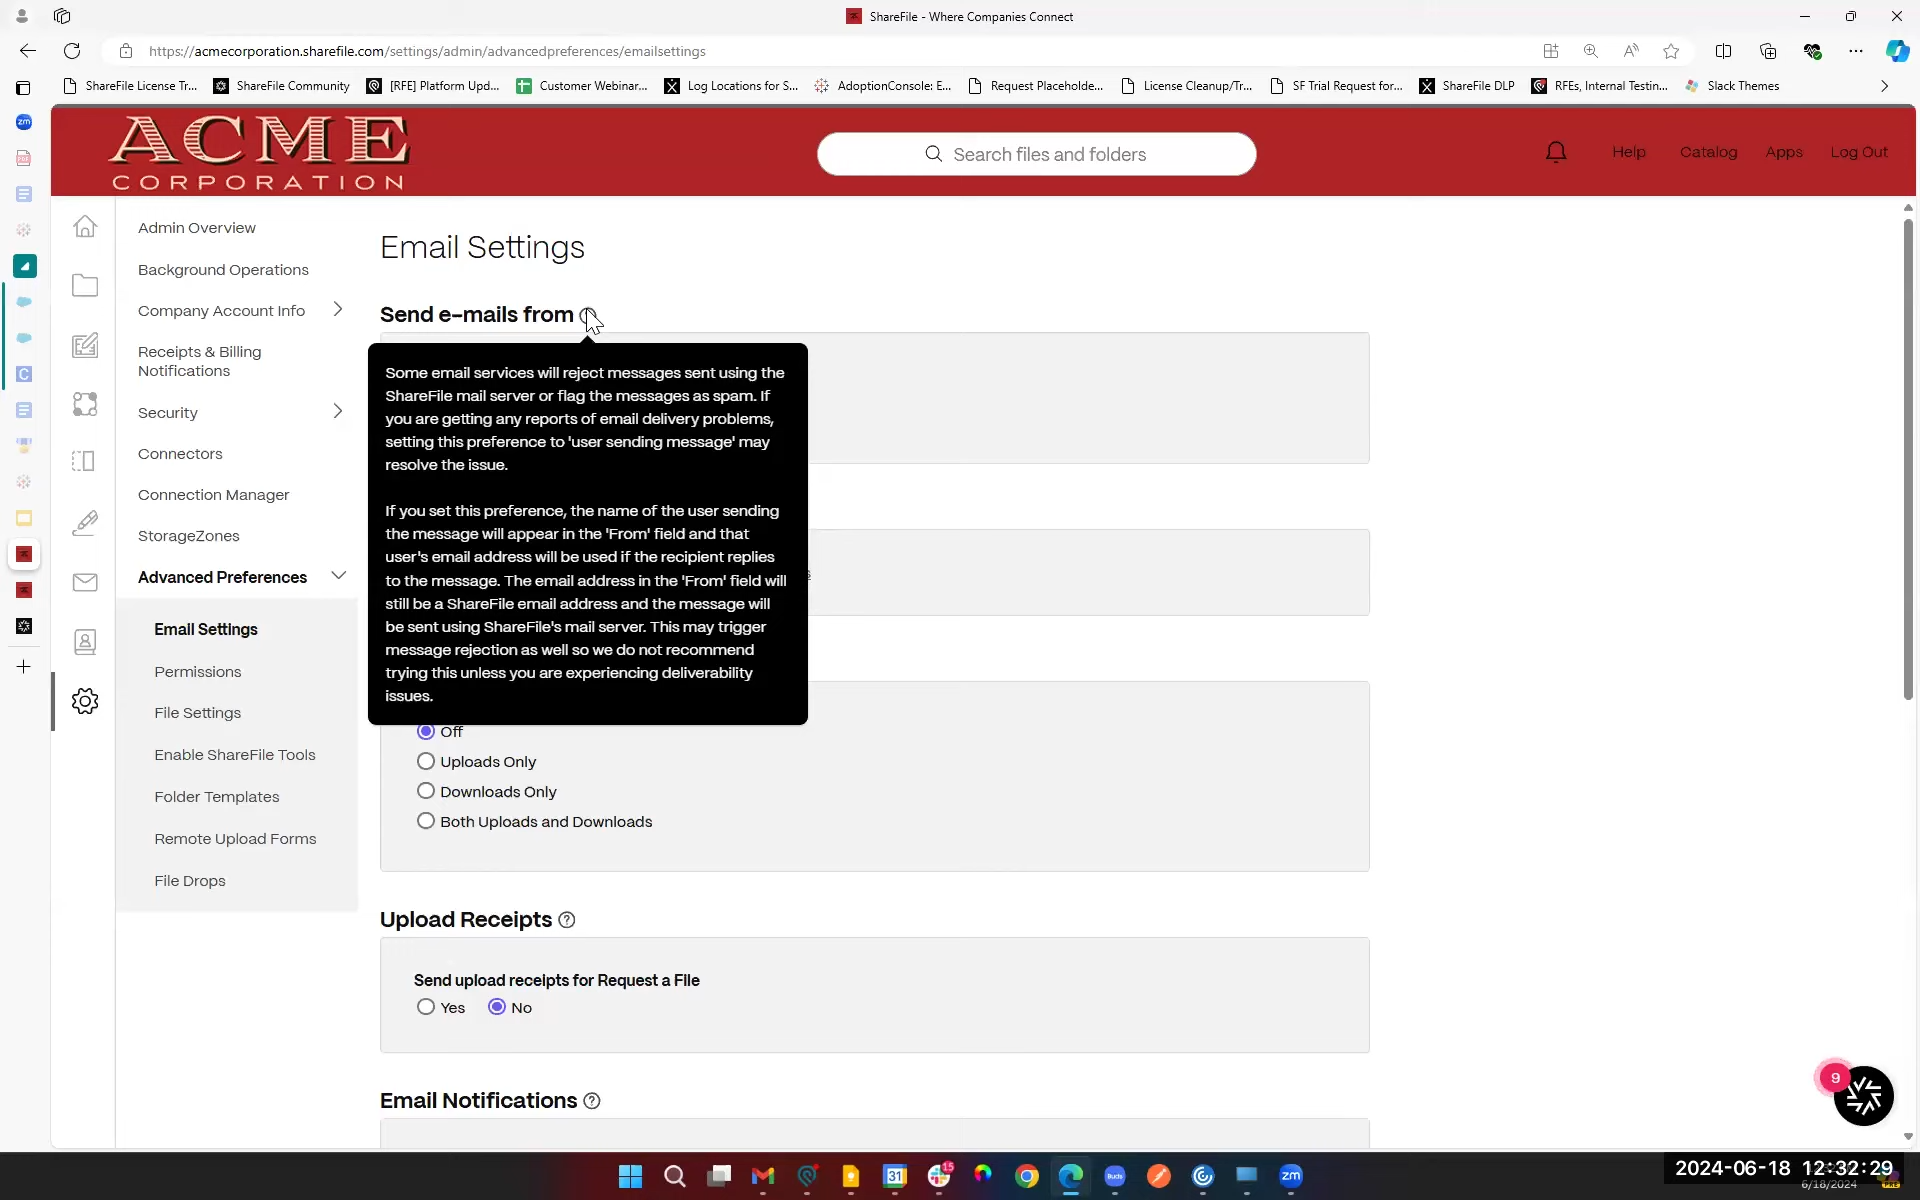 ShareFile - Where Companies Connect
https://acmecorporation.sharefile.com/settings/admin/advancedpreferences/emailsettings
ShareFile License Tr...
ShareFile Community
[RFE] Platform Upd...
Customer Webinar...
Log Locations for S...
AdoptionConsole: E...
Request Placeholde...
License Cleanup/Tr...
SF Trial Request for...
ShareFile DLP
RFEs, Internal Testin...
Slack Themes
ACME
CORPORATION
Search files and folders
Help
Catalog
Apps
Log Out
Admin Overview
Background Operations
Company Account Info
Receipts & Billing
Notifications
Security
Connectors
Connection Manager
StorageZones
Advanced Preferences
Email Settings
Permissions
File Settings
Enable ShareFile Tools
Folder Templates
Remote Upload Forms
File Drops
Email Settings
Send e-mails from
Some email services will reject messages sent using the
ShareFile mail server or flag the messages as spam. If
you are getting any reports of email delivery problems,
setting this preference to 'user sending message' may
resolve the issue.
If you set this preference, the name of the user sending
the message will appear in the 'From' field and that
user's email address will be used if the recipient replies
to the message. The email address in the 'From' field will
still be a ShareFile email address and the message will
be sent using ShareFile's mail server. This may trigger
message rejection as well so we do not recommend
trying this unless you are experiencing deliverability
issues.
Off
Uploads Only
Downloads Only
Both Uploads and Downloads
Upload Receipts
Send upload receipts for Request a File
Yes
No
Email Notifications
9
zm
C
31
15
zm
2024-06-18 12:32:29
6/18/2024